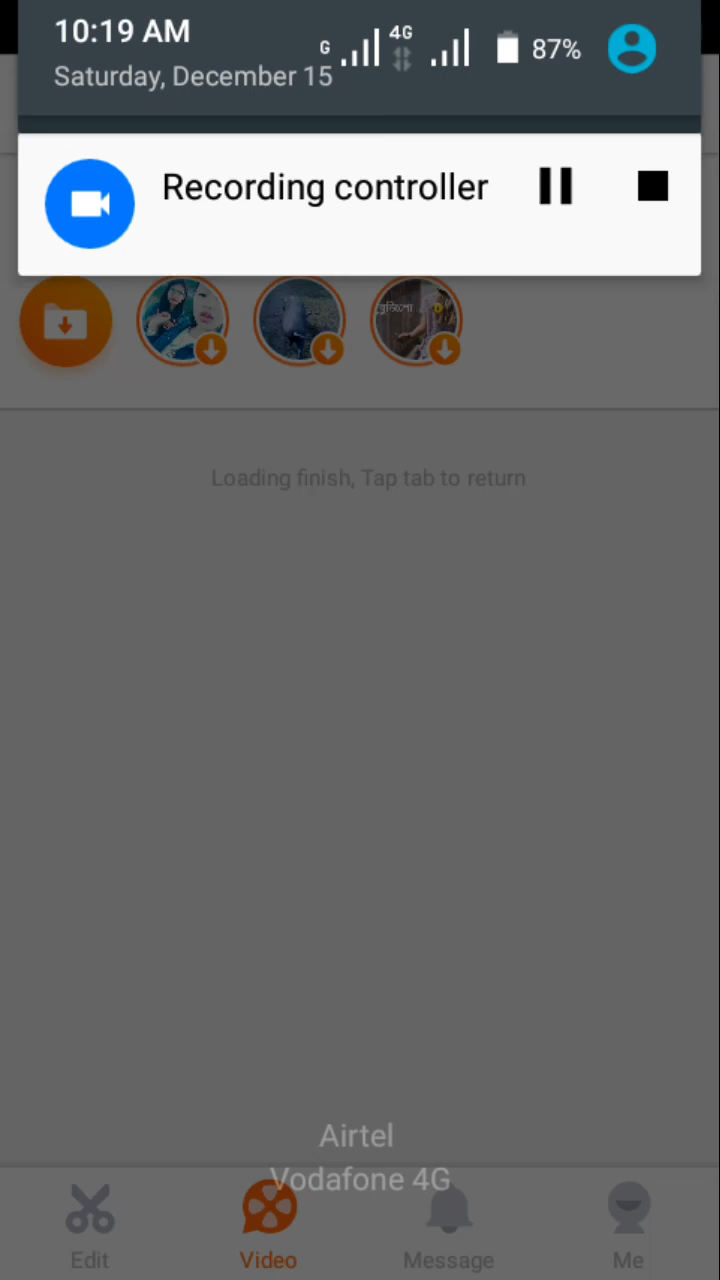 10:19 AM
G 4G 87%
Saturday, December 15
Recording controller
Loading finish, Tap tab to return
Airtel
Vodafone 4G
Edit Video Message Me